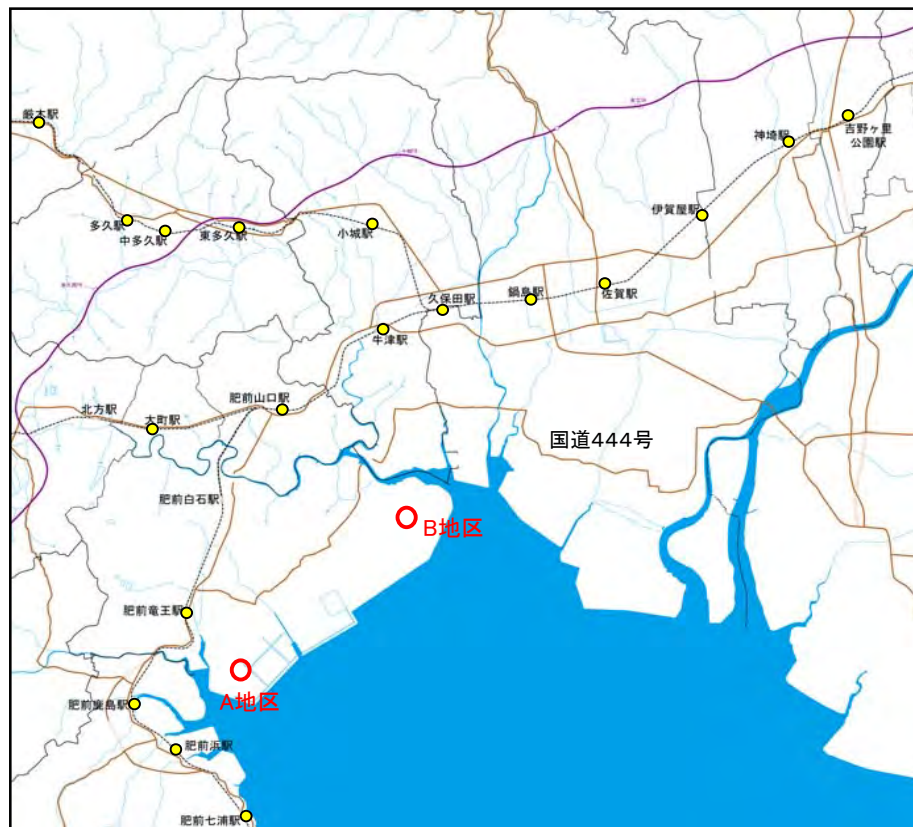 厳木駅
多久駅
中多久駅
東多久駅
小城駅
神埼駅
吉野ヶ里
公園駅
伊賀屋駅
佐賀駅
鍋島駅
久保田駅
牛津駅
肥前山口駅
北方駅
大町駅
国道444号
肥前白石駅
B地区
肥前竜王駅
A地区
肥前鹿島駅
肥前浜駅
肥前七浦駅